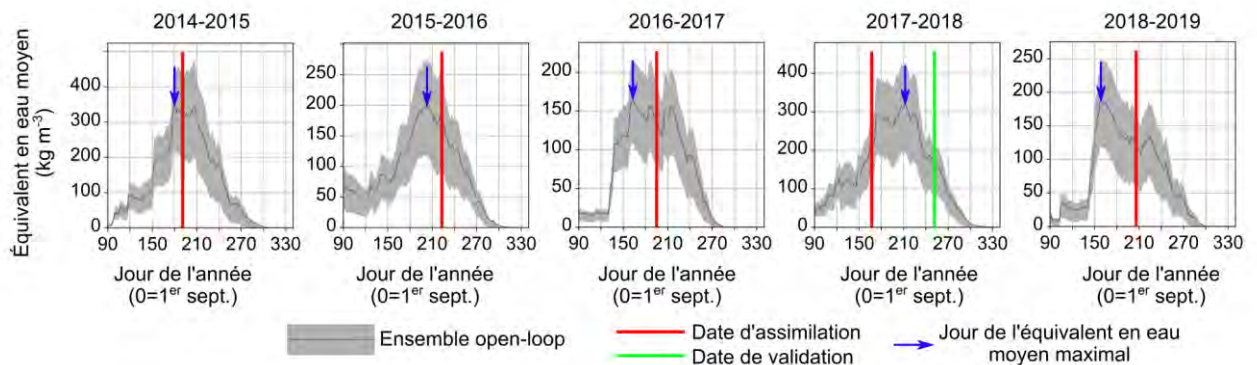 2014-2015 2015-2016 2016-2017 2017-2018 2018-2019
Équivalent en eau moyen
(kg m⁻³)
400
300
200
100
0
90 150 210 270 330
Jour de l'année
(0=1er sept.)
250
200
150
100
50
0
90 150 210 270 330
Jour de l'année
(0=1er sept.)
200
150
100
50
0
90 150 210 270 330
Jour de l'année
(0=1er sept.)
400
300
200
100
0
90 150 210 270 330
Jour de l'année
(0=1er sept.)
250
200
150
100
50
0
90 150 210 270 330
Jour de l'année
(0=1er sept.)
Ensemble open-loop
Date d'assimilation
Date de validation
Jour de l'équivalent en eau
moyen maximal